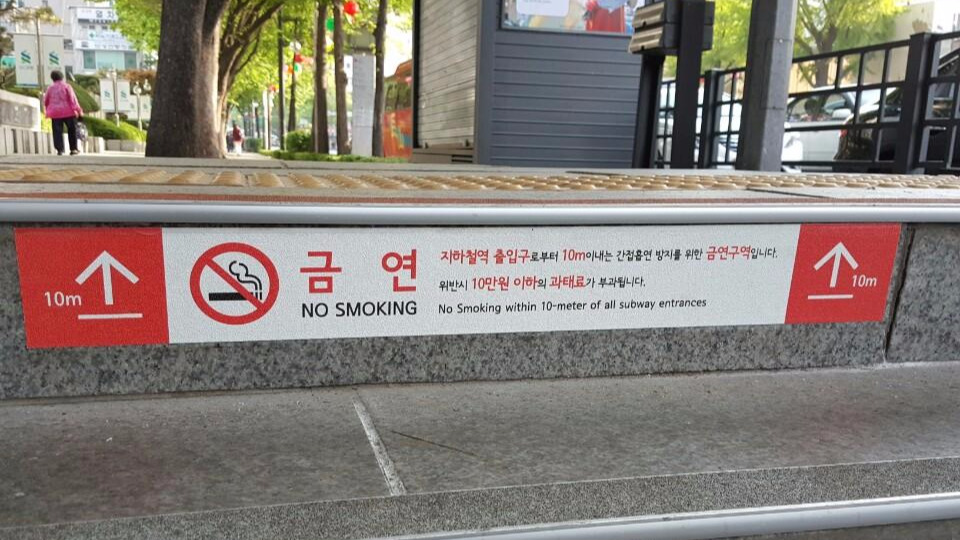 10m
금 연
NO SMOKING
지하철역 출입구로부터 10m이내는 간접흡연 방지를 위한 금연구역입니다.
위반시 10만원 이하의 과태료가 부과됩니다.
No Smoking within 10-meter of all subway entrances
10m